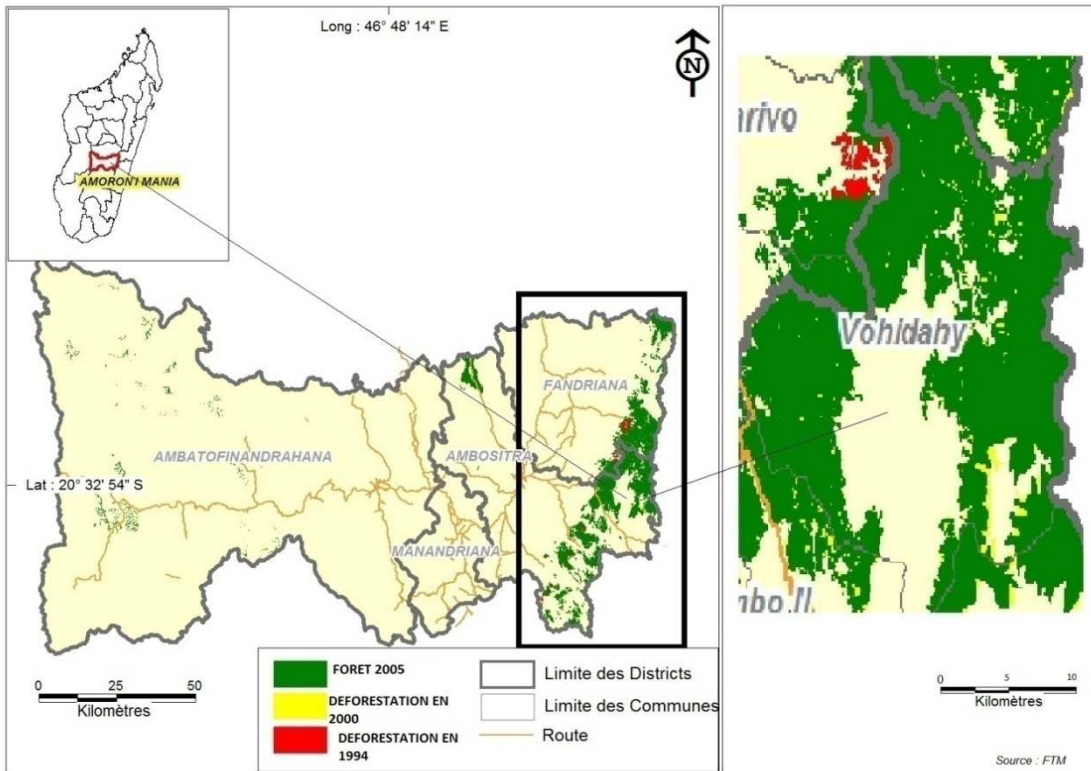 Long : 46° 48' 14" E
N
AMORON'I MANIA
FANDRIANA
AMBATOFINANDRAHANA
AMBOSITRA
Lat : 20° 32' 54" S
MANANDRIANA
0 25 50
Kilomètres
FORET 2005
DEFORESTATION EN
2000
DEFORESTATION EN
1994
Limite des Districts
Limite des Communes
Route
nrivo
Vohidahy
mbo II
0 5 10
Kilomètres
Source : FTM